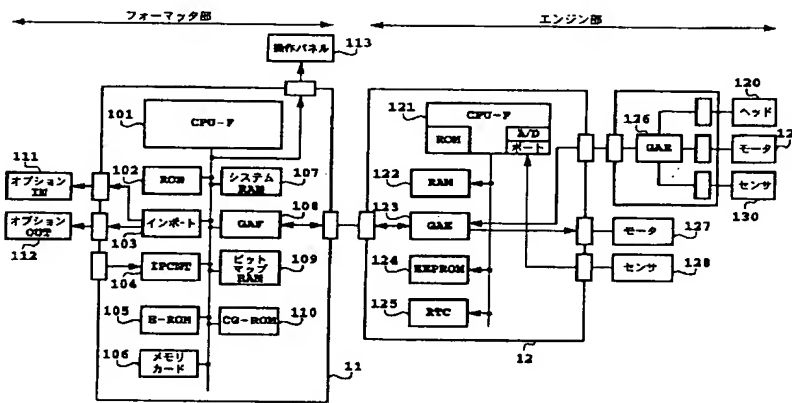 フォーマッタ部
エンジン部
操作パネル
113
101
CPU-F
111
オプション
IN
102
ROM
システム
RAM
107
オプション
OUT
112
インポート
103
GAF
108
IPCNT
104
ビット
マップ
RAM
109
105
E-ROM
CG-ROM
110
106
メモリ
カード
11
121
CPU-F
ROM
A/D
ポート
122
RAM
123
GAE
124
EEPROM
125
RTC
12
126
GAR
120
ヘッド
モータ
センサ
130
モータ
127
センサ
128